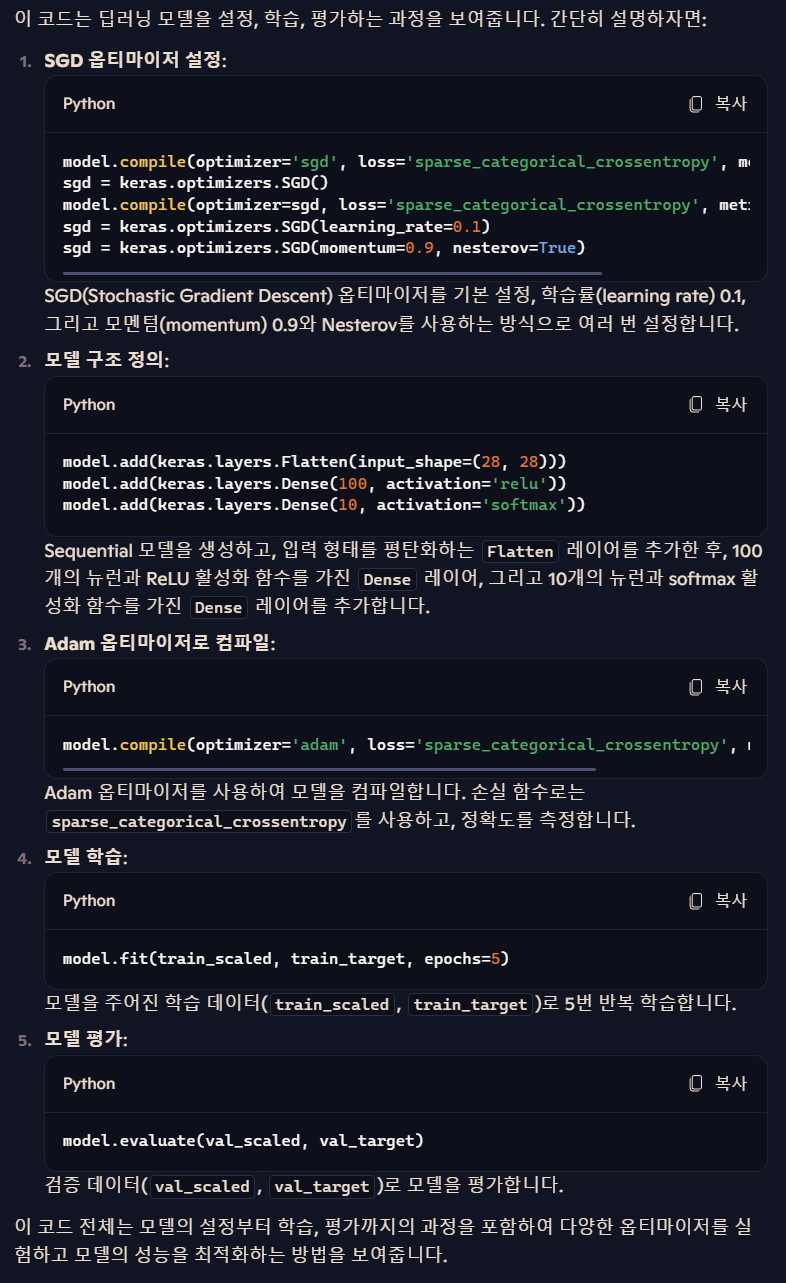 이 코드는 딥러닝 모델을 설정, 학습, 평가하는 과정을 보여줍니다. 간단히 설명하자면:
1. SGD 옵티마이저 설정:
Python 복사
model.compile(optimizer='sgd', loss='sparse_categorical_crossentropy', me
sgd = keras.optimizers.SGD()
model.compile(optimizer=sgd, loss='sparse_categorical_crossentropy', metr
sgd = keras.optimizers.SGD(learning_rate=0.1)
sgd = keras.optimizers.SGD(momentum=0.9, nesterov=True)
SGD(Stochastic Gradient Descent) 옵티마이저를 기본 설정, 학습률(learning rate) 0.1,
그리고 모멘텀(momentum) 0.9와 Nesterov를 사용하는 방식으로 여러 번 설정합니다.
2. 모델 구조 정의:
Python 복사
model.add(keras.layers.Flatten(input_shape=(28, 28)))
model.add(keras.layers.Dense(100, activation='relu'))
model.add(keras.layers.Dense(10, activation='softmax'))
Sequential 모델을 생성하고, 입력 형태를 평탄화하는 Flatten 레이어를 추가한 후, 100
개의 뉴런과 ReLU 활성화 함수를 가진 Dense 레이어, 그리고 10개의 뉴런과 softmax 활
성화 함수를 가진 Dense 레이어를 추가합니다.
3. Adam 옵티마이저로 컴파일:
Python 복사
model.compile(optimizer='adam', loss='sparse_categorical_crossentropy',
Adam 옵티마이저를 사용하여 모델을 컴파일합니다. 손실 함수로는
sparse_categorical_crossentropy 를 사용하고, 정확도를 측정합니다.
4. 모델 학습:
Python 복사
model.fit(train_scaled, train_target, epochs=5)
모델을 주어진 학습 데이터( train_scaled , train_target )로 5번 반복 학습합니다.
5. 모델 평가:
Python 복사
model.evaluate(val_scaled, val_target)
검증 데이터( val_scaled , val_target )로 모델을 평가합니다.
이 코드 전체는 모델의 설정부터 학습, 평가까지의 과정을 포함하여 다양한 옵티마이저를 실
험하고 모델의 성능을 최적화하는 방법을 보여줍니다.